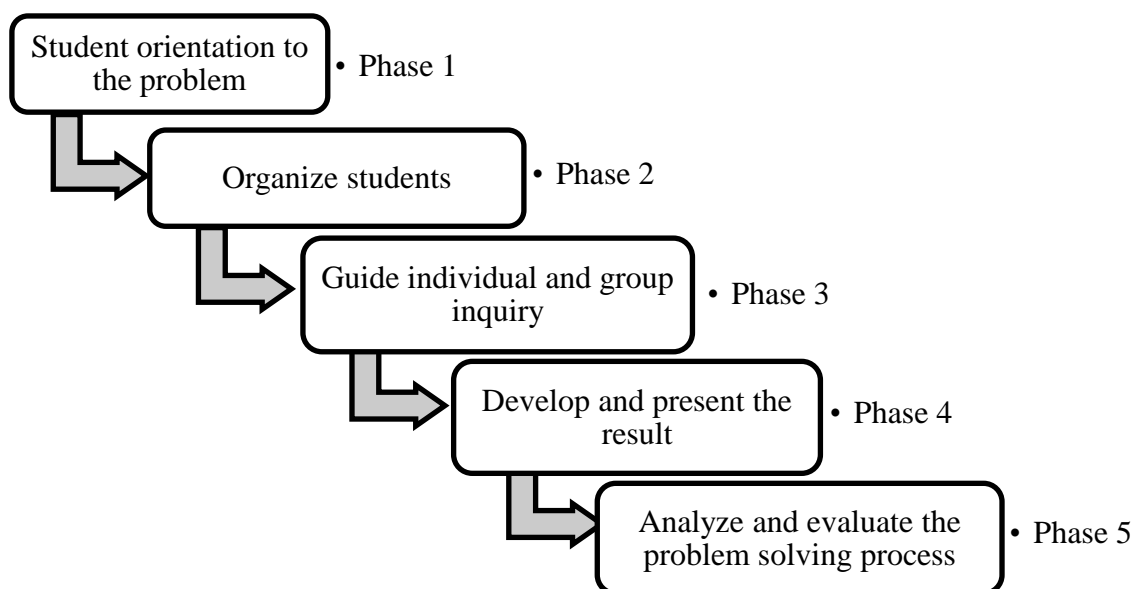 Student orientation to
the problem
• Phase 1
Organize students
• Phase 2
Guide individual and group
inquiry
• Phase 3
Develop and present the
result
• Phase 4
Analyze and evaluate the
problem solving process
• Phase 5